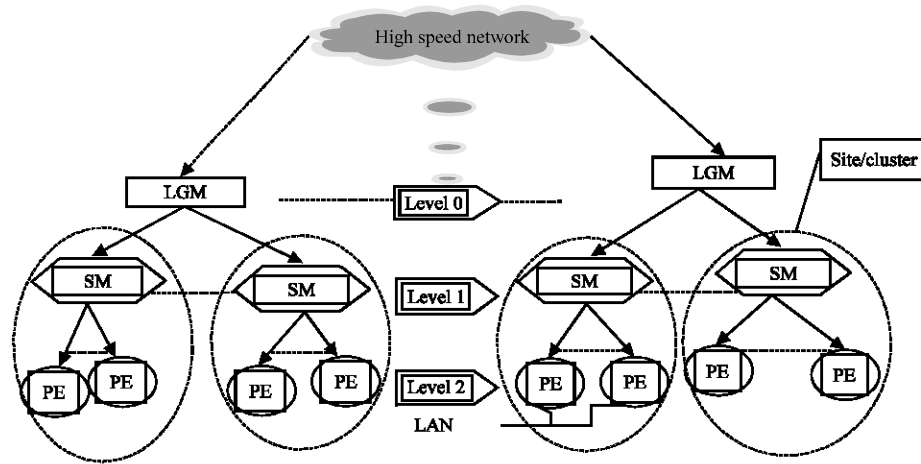 High speed network
Site/cluster
LGM
LGM
Level 0
SM
SM
Level 1
SM
SM
PE
PE
PE
PE
Level 2
PE
PE
PE
PE
LAN